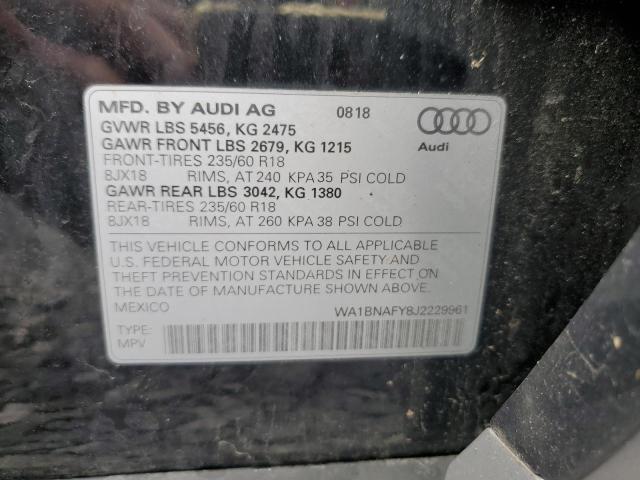 MFD. BY AUDI AG 0818
GVWR LBS 5456, KG 2475
GAWR FRONT LBS 2679, KG 1215
FRONT-TIRES 235/60 R18
8JX18 RIMS, AT 240 KPA 35 PSI COLD
GAWR REAR LBS 3042, KG 1380
REAR-TIRES 235/60 R18
8JX18 RIMS, AT 260 KPA 38 PSI COLD
Audi
THIS VEHICLE CONFORMS TO ALL APPLICABLE
U.S. FEDERAL MOTOR VEHICLE SAFETY AND
THEFT PREVENTION STANDARDS IN EFFECT ON
THE DATE OF MANUFACTURE SHOWN ABOVE.
MEXICO WA1BNAFY8J2229961
TYPE:
MPV